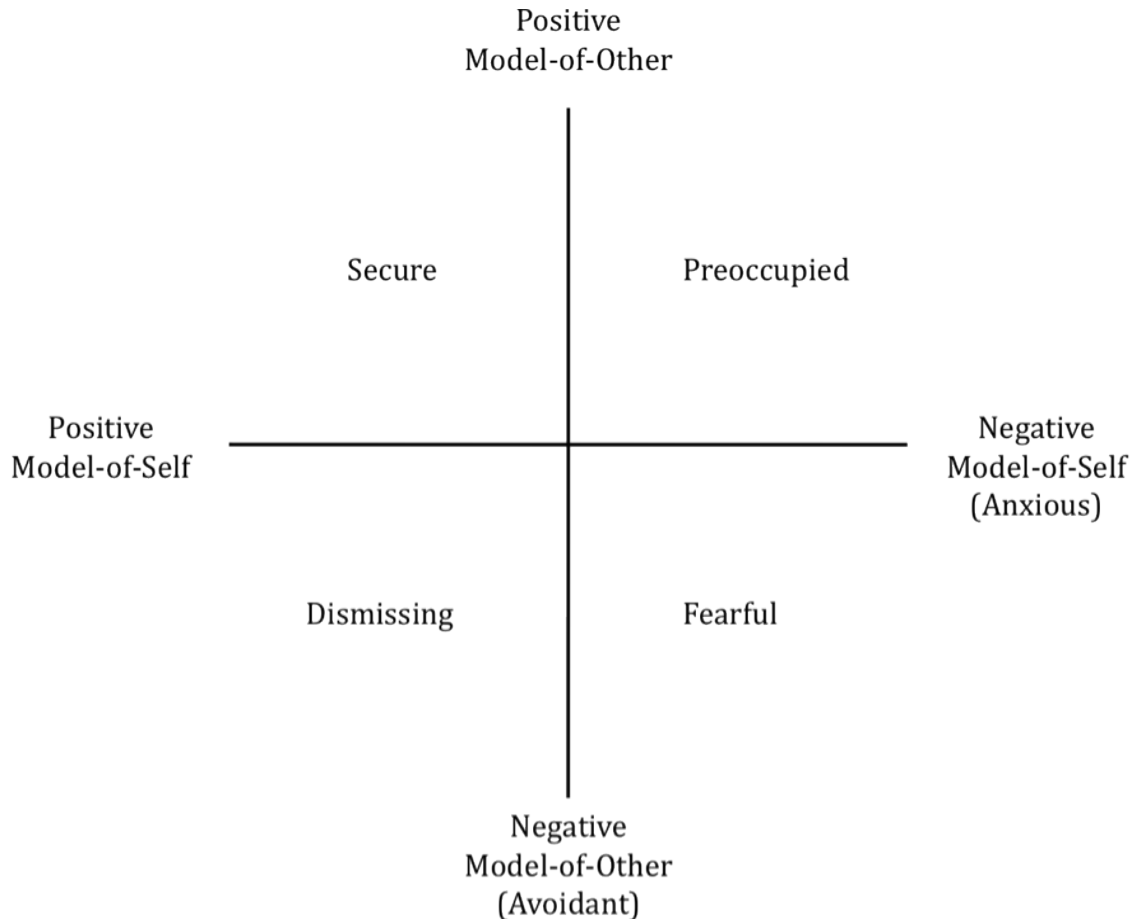 Positive
Model-of-Other
Secure
Preoccupied
Positive
Model-of-Self
Negative
Model-of-Self
(Anxious)
Dismissing
Fearful
Negative
Model-of-Other
(Avoidant)